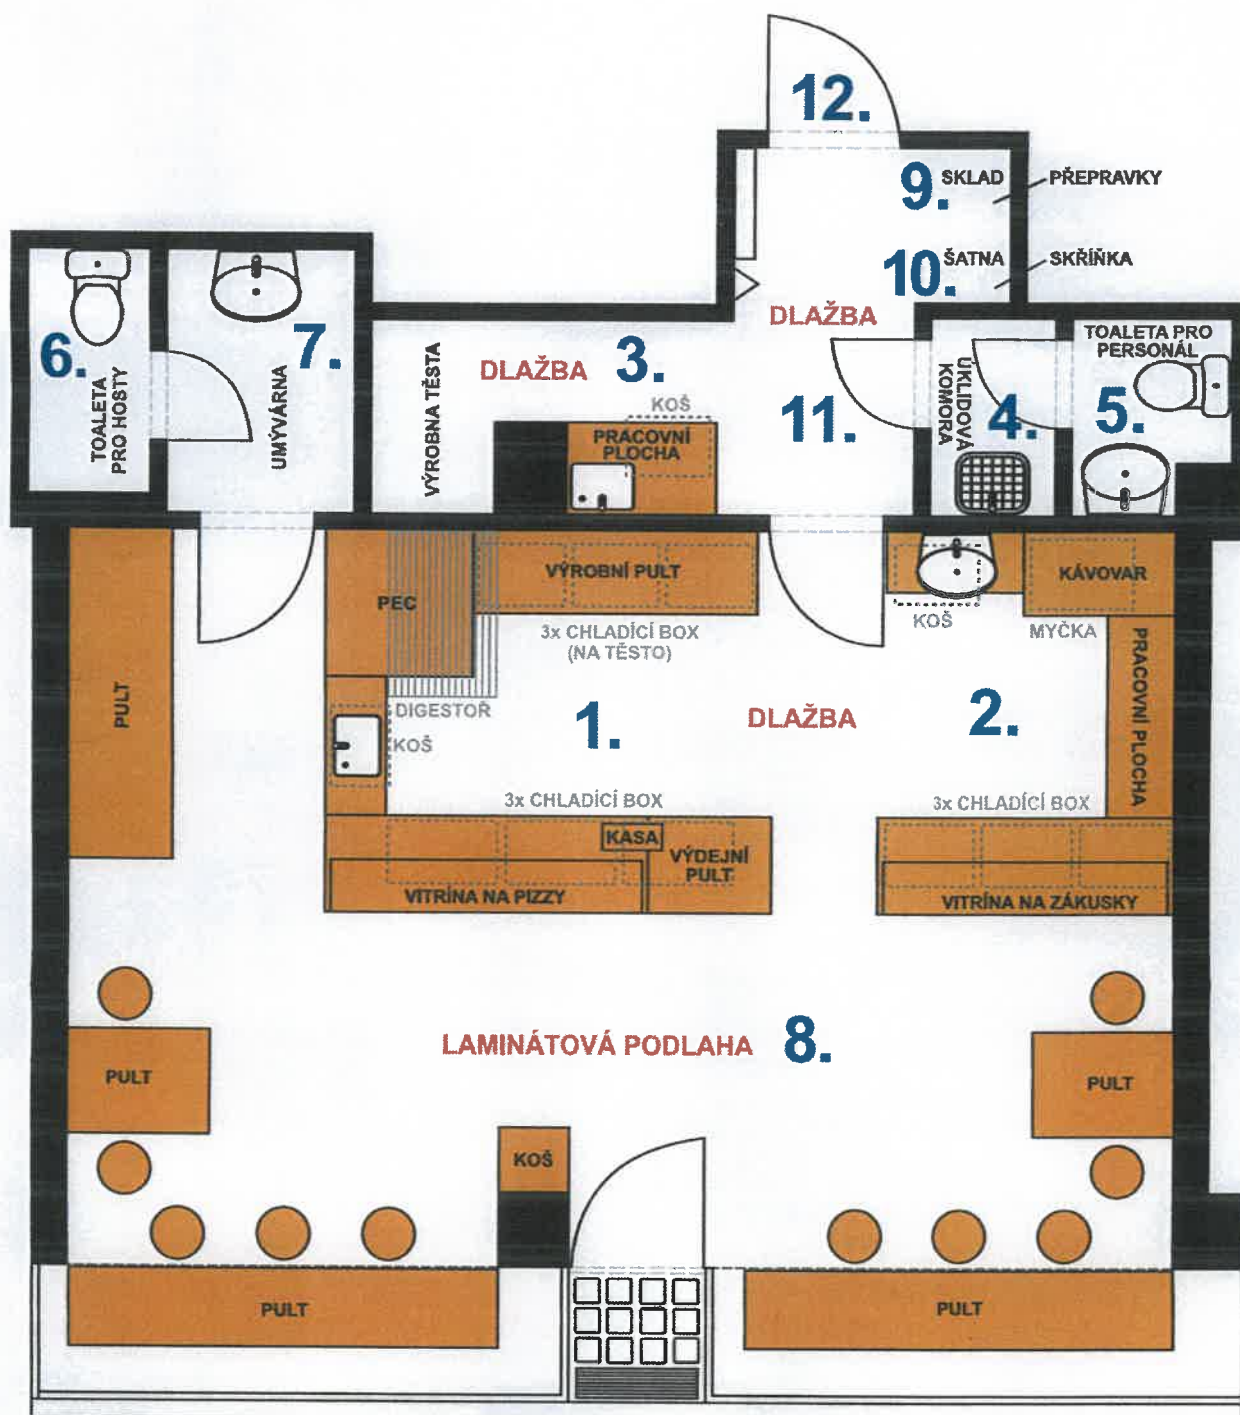 12.
9. SKLAD
PŘEPRAVKY
10. ŠATNA
SKŘÍŇKA
DLAŽBA
6.
TOALETA
PRO HOSTY
7.
UMÝVÁRNA
VÝROBNA TĚSTA
DLAŽBA
3.
KOŠ
PRACOVNÍ
PLOCHA
11.
ÚKLIDOVÁ
KOMORA
4.
TOALETA PRO
PERSONÁL
5.
PULT
PEC
VÝROBNÍ PULT
3x CHLADÍCÍ BOX
(NA TĚSTO)
KOŠ
KÁVOVAR
MYČKA
PRACOVNÍ PLOCHA
DIGESTOŘ
KOŠ
1.
DLAŽBA
2.
3x CHLADÍCÍ BOX
3x CHLADÍCÍ BOX
KASA
VÝDEJNÍ
PULT
VITRÍNA NA PIZZY
VITRÍNA NA ZÁKUSKY
LAMINÁTOVÁ PODLAHA
8.
PULT
PULT
KOŠ
PULT
PULT